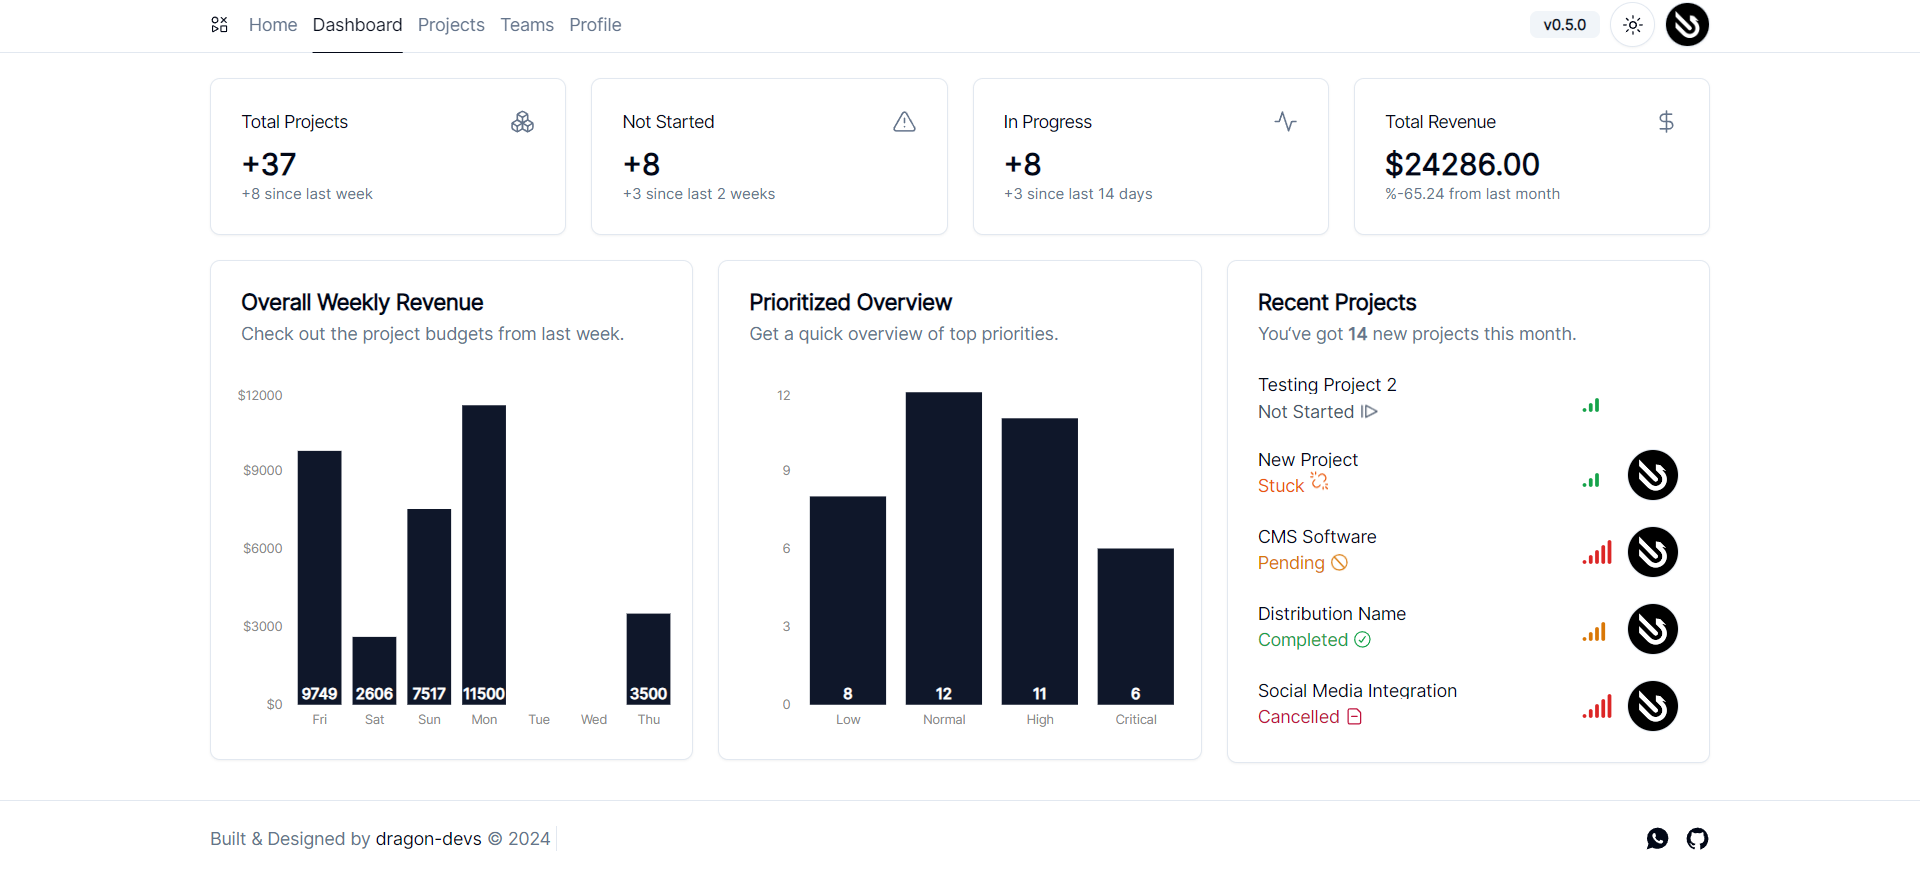 Home Dashboard Projects Teams Profile v0.5.0
Total Projects
+37
+8 since last week
Not Started
+8
+3 since last 2 weeks
In Progress
+8
+3 since last 14 days
Total Revenue
$24286.00
%-65.24 from last month
Overall Weekly Revenue
Check out the project budgets from last week.
$12000
$9000
$6000
$3000
$0
9749 2606 7517 11500 3500
Fri Sat Sun Mon Tue Wed Thu
Prioritized Overview
Get a quick overview of top priorities.
12
9
6
3
0
8 12 11 6
Low Normal High Critical
Recent Projects
You've got 14 new projects this month.
Testing Project 2
Not Started
New Project
Stuck
CMS Software
Pending
Distribution Name
Completed
Social Media Integration
Cancelled
Built & Designed by dragon-devs © 2024